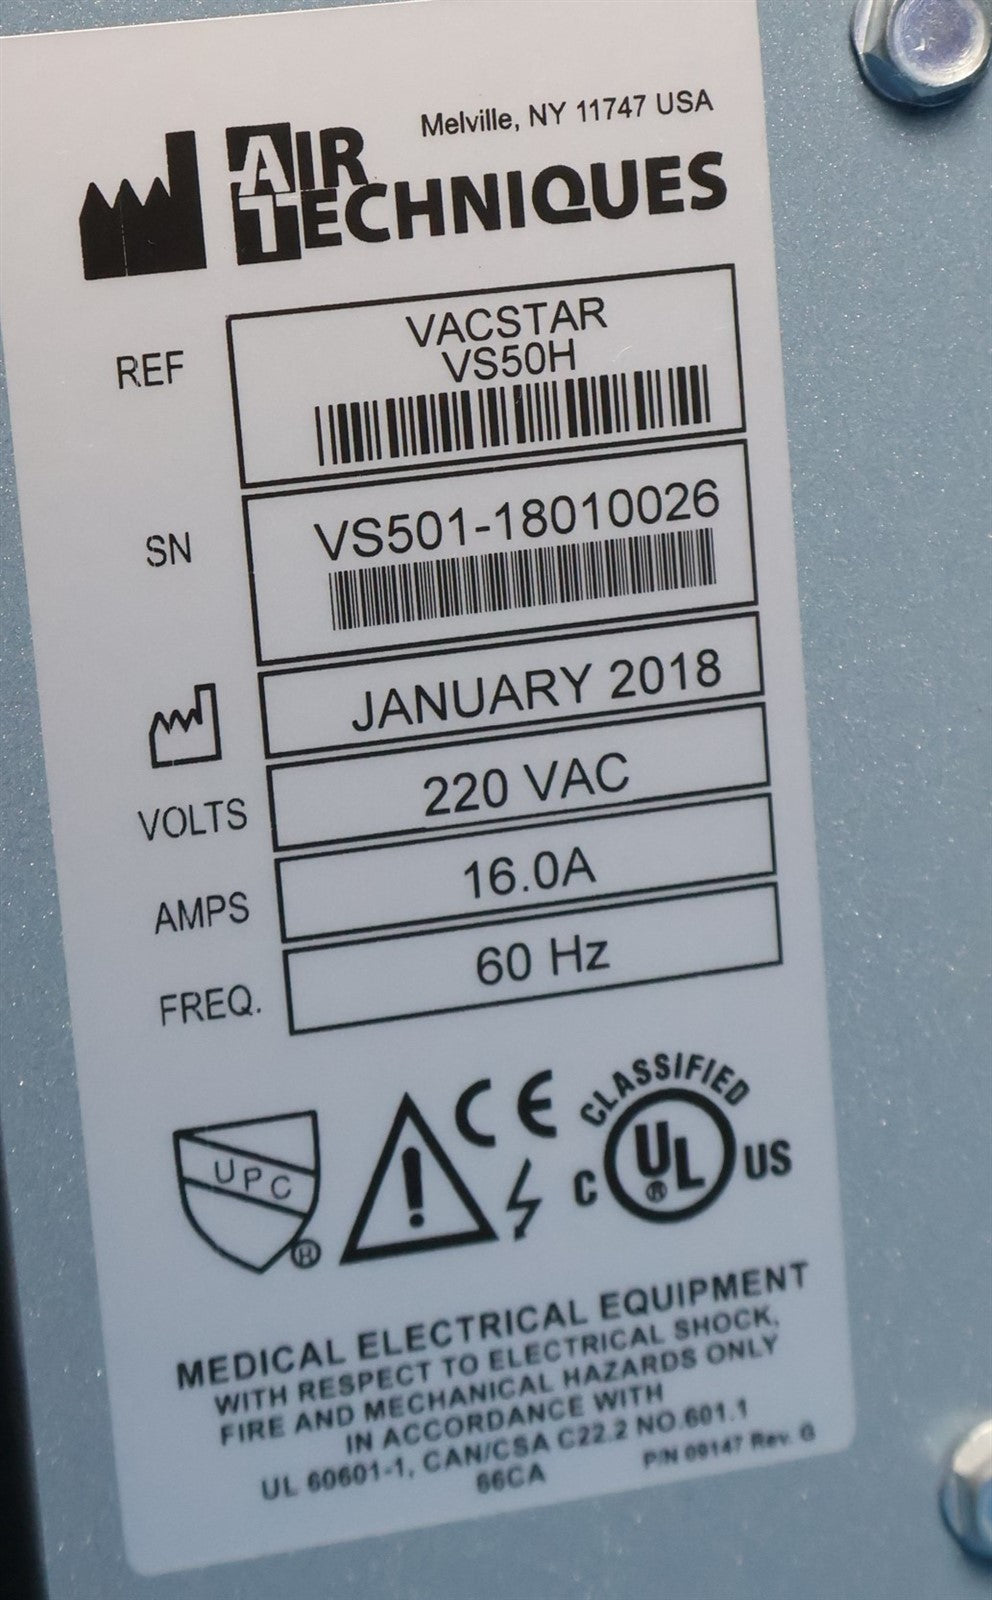 Melville, NY 11747 USA
AIR
TECHNIQUES
REF
VACSTAR
VS50H
SN
VS501-18010026
JANUARY 2018
VOLTS
220 VAC
AMPS
16.0A
FREQ.
60 Hz
UPC
®
CE
CLASSIFIED
C UL US
®
MEDICAL ELECTRICAL EQUIPMENT
WITH RESPECT TO ELECTRICAL SHOCK,
FIRE AND MECHANICAL HAZARDS ONLY
IN ACCORDANCE WITH
UL 60601-1, CAN/CSA C22.2 NO.601.1
66CA
P/N 09147 Rev. G